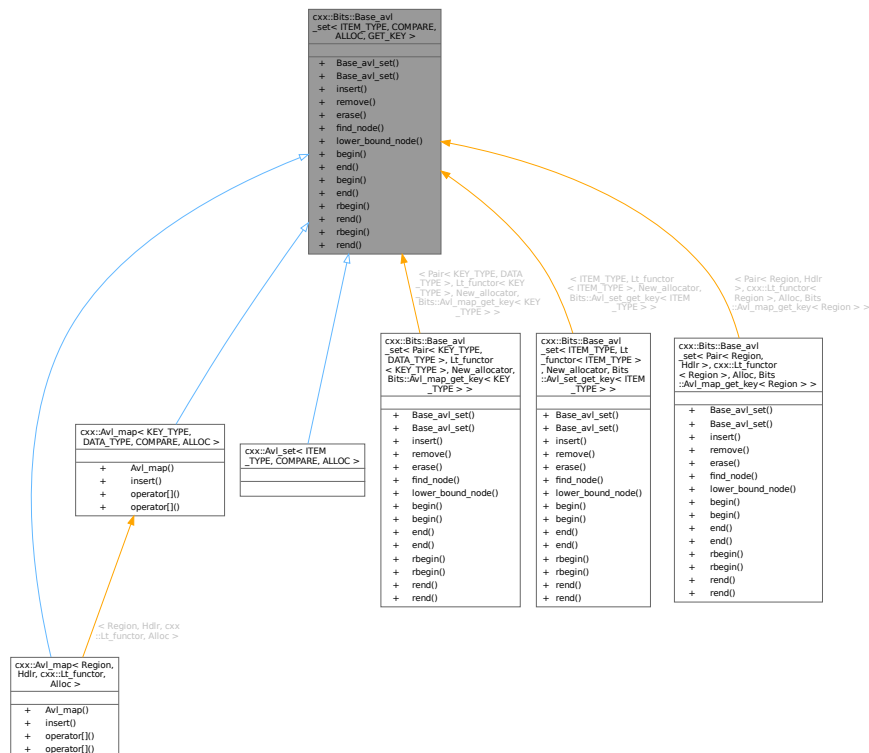 cxx::Bits::Base_avl
_set< ITEM_TYPE, COMPARE,
ALLOC, GET_KEY >
+ Base_avl_set()
+ Base_avl_set()
+ insert()
+ remove()
+ erase()
+ find_node()
+ lower_bound_node()
+ begin()
+ end()
+ begin()
+ end()
+ rbegin()
+ rend()
+ rbegin()
+ rend()
< Pair< KEY_TYPE, DATA
_TYPE >, Lt_functor< KEY
_TYPE >, New_allocator,
Bits::Avl_map_get_key< KEY
_TYPE > >
< ITEM_TYPE, Lt_functor
< ITEM_TYPE >, New_allocator,
Bits::Avl_set_get_key< ITEM
_TYPE > >
< Pair< Region, Hdlr
>, cxx::Lt_functor<
Region >, Alloc, Bits
::Avl_map_get_key< Region > >
cxx::Bits::Base_avl
_set< Pair< KEY_TYPE,
DATA_TYPE >, Lt_functor
< KEY_TYPE >, New_allocator,
Bits::Avl_map_get_key< KEY
_TYPE > >
+ Base_avl_set()
+ Base_avl_set()
+ insert()
+ remove()
+ erase()
+ find_node()
+ lower_bound_node()
+ begin()
+ begin()
+ end()
+ end()
+ rbegin()
+ rbegin()
+ rend()
+ rend()
cxx::Bits::Base_avl
_set< ITEM_TYPE, Lt
_functor< ITEM_TYPE >
, New_allocator, Bits
::Avl_set_get_key< ITEM
_TYPE > >
+ Base_avl_set()
+ Base_avl_set()
+ insert()
+ remove()
+ erase()
+ find_node()
+ lower_bound_node()
+ begin()
+ begin()
+ end()
+ end()
+ rbegin()
+ rbegin()
+ rend()
+ rend()
cxx::Bits::Base_avl
_set< Pair< Region,
Hdlr >, cxx::Lt_functor
< Region >, Alloc, Bits
::Avl_map_get_key< Region > >
+ Base_avl_set()
+ Base_avl_set()
+ insert()
+ remove()
+ erase()
+ find_node()
+ lower_bound_node()
+ begin()
+ begin()
+ end()
+ end()
+ rbegin()
+ rbegin()
+ rend()
+ rend()
cxx::Avl_map< KEY_TYPE,
DATA_TYPE, COMPARE, ALLOC >
+ Avl_map()
+ insert()
+ operator[]()
+ operator[]()
cxx::Avl_set< ITEM
_TYPE, COMPARE, ALLOC >
< Region, Hdlr, cxx
::Lt_functor, Alloc >
cxx::Avl_map< Region,
Hdlr, cxx::Lt_functor,
Alloc >
+ Avl_map()
+ insert()
+ operator[]()
+ operator[]()